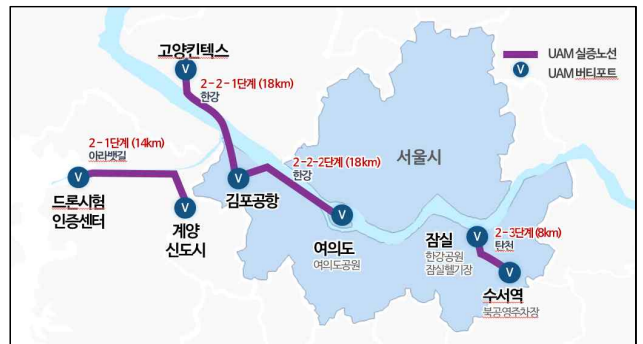 고양킨텍스
V
2-2-1단계 (18km)
한강
UAM 실증노선
V UAM 버티포트
2-1단계 (14km)
아라뱃길
V
드론시험
인증센터
V
계양
신도시
V
김포공항
2-2-2단계 (18km)
한강
V
여의도
여의도공원
서울시
잠실
한강공원
잠실헬기장
V
2-3단계 (8km)
탄천
V
수서역
북공영주차장